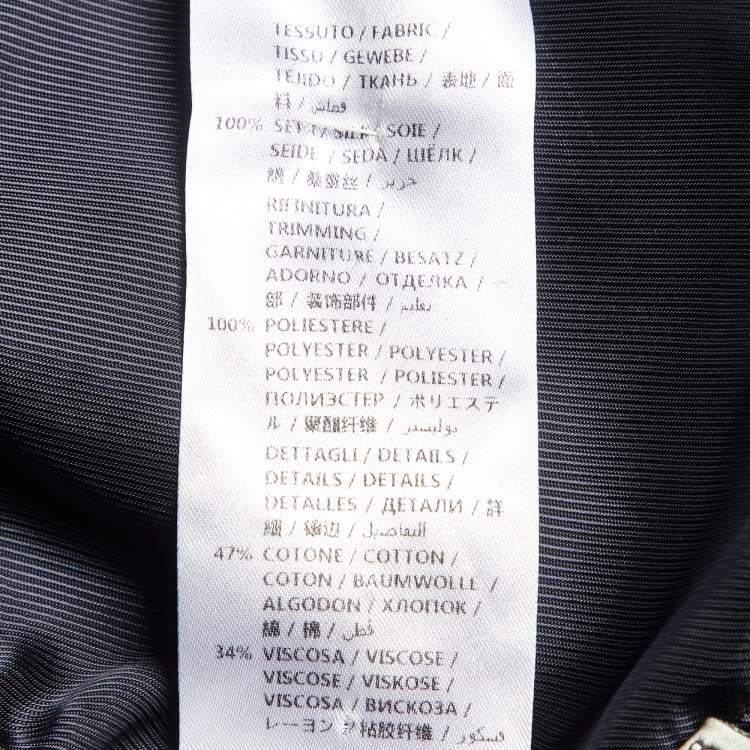 TESSUTO / FABRIC /
TISSU / GEWEBE /
TEJIDO / ТКАНЬ / 表地 / 面
料 / قماش /
100% SETA / SILK / SOIE /
SEIDE / SEDA / ШЁЛК /
絹 / 桑蚕丝 / حرير
RIFINITURA /
TRIMMING /
GARNITURE / BESATZ /
ADORNO / ОТДЕЛКА / 一
部 / 装饰部件 /
100% POLIESTERE /
POLYESTER / POLYESTER /
POLYESTER / POLIESTER /
ПОЛИЭСТЕР / ポリエステ
ル / 聚酯纤维 / بوليستر
DETTAGLI / DETAILS /
DETAILS / DETAILS /
DETALLES / ДЕТАЛИ / 詳
細 / 镶边 / التفاصيل
47% COTONE / COTTON /
COTON / BAUMWOLLE /
ALGODON / ХЛОПОК /
綿 / 棉 / قطن
34% VISCOSA / VISCOSE /
VISCOSE / VISKOSE /
VISCOSA / ВИСКОЗА /
レーヨン / 粘胶纤维 / فسكوز